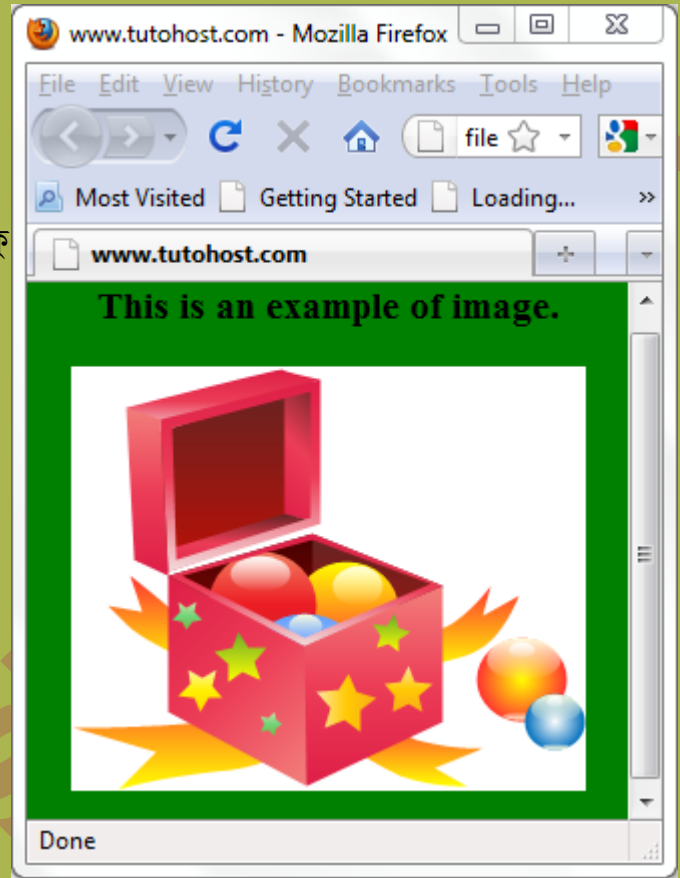 www.tutohost.com - Mozilla Firefox
File Edit View History Bookmarks Tools Help
file
Most Visited Getting Started Loading... »
www.tutohost.com
This is an example of image.
Done